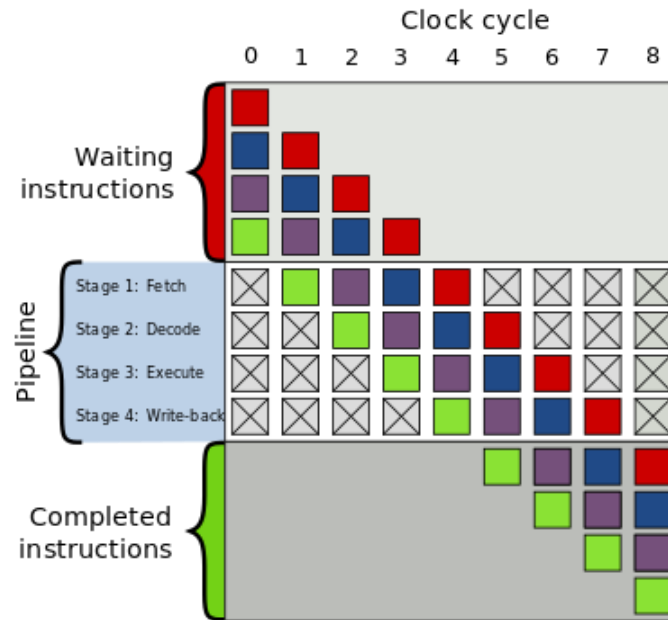 Clock cycle
0 1 2 3 4 5 6 7 8
Waiting
instructions
Pipeline
Stage 1: Fetch
Stage 2: Decode
Stage 3: Execute
Stage 4: Write-back
Completed
instructions